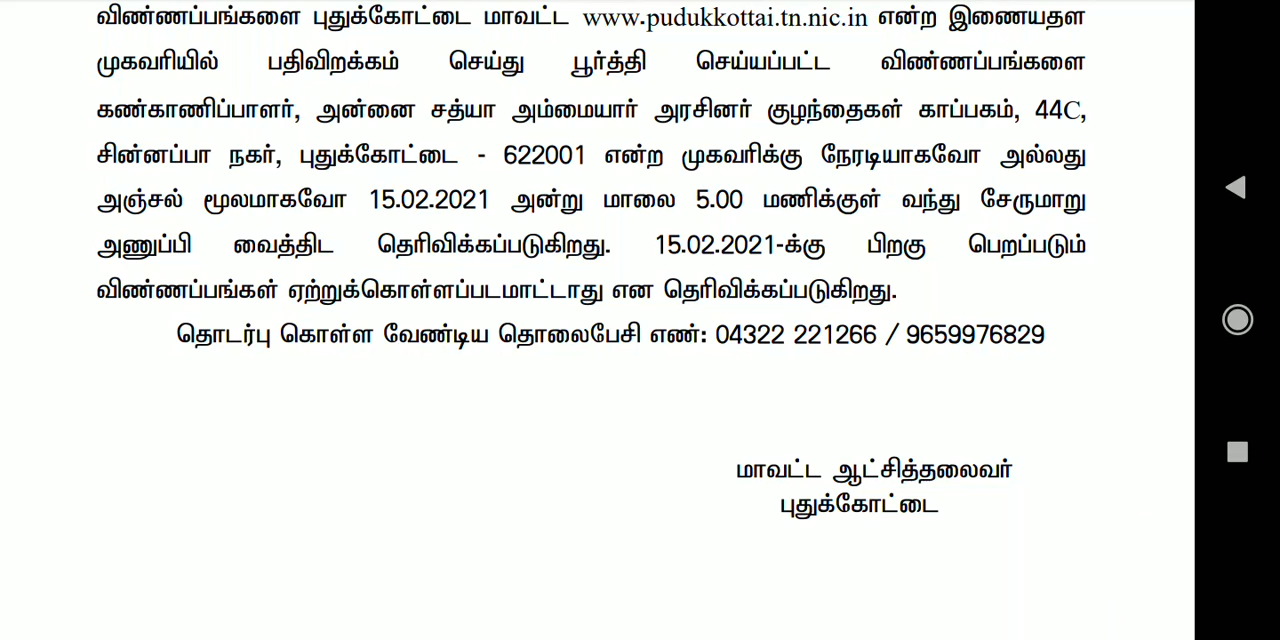 விண்ணப்பங்களை புதுக்கோட்டை மாவட்ட www.pudukkottai.tn.nic.in என்ற இணையதள
முகவரியில் பதிவிறக்கம் செய்து பூர்த்தி செய்யப்பட்ட விண்ணப்பங்களை
கண்காணிப்பாளர், அன்னை சத்யா அம்மையார் அரசினர் குழந்தைகள் காப்பகம், 44C,
சின்னப்பா நகர், புதுக்கோட்டை - 622001 என்ற முகவரிக்கு நேரடியாகவோ அல்லது
அஞ்சல் மூலமாகவோ 15.02.2021 அன்று மாலை 5.00 மணிக்குள் வந்து சேருமாறு
அணுப்பி வைத்திட தெரிவிக்கப்படுகிறது. 15.02.2021-க்கு பிறகு பெறப்படும்
விண்ணப்பங்கள் ஏற்றுக்கொள்ளப்படமாட்டாது என தெரிவிக்கப்படுகிறது.
தொடர்பு கொள்ள வேண்டிய தொலைபேசி எண்: 04322 221266 / 9659976829
மாவட்ட ஆட்சித்தலைவர்
புதுக்கோட்டை